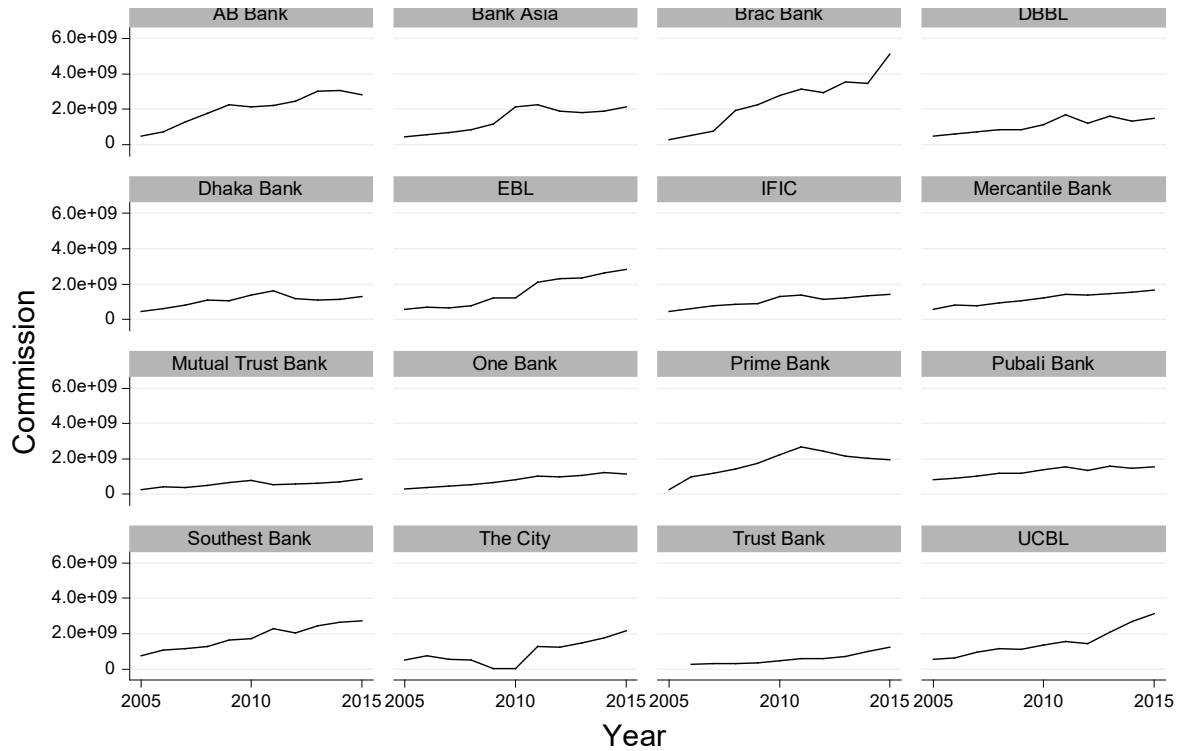 AB Bank Bank Asia Brac Bank DBBL
6.0e+09
4.0e+09
2.0e+09
0
Dhaka Bank EBL IFIC Mercantile Bank
6.0e+09
4.0e+09
2.0e+09
0
Mutual Trust Bank One Bank Prime Bank Pubali Bank
6.0e+09
4.0e+09
2.0e+09
0
Southest Bank The City Trust Bank UCBL
6.0e+09
4.0e+09
2.0e+09
0
2005 2010 2015 2005 2010 2015 2005 2010 2015 2005 2010 2015
Commission
Year